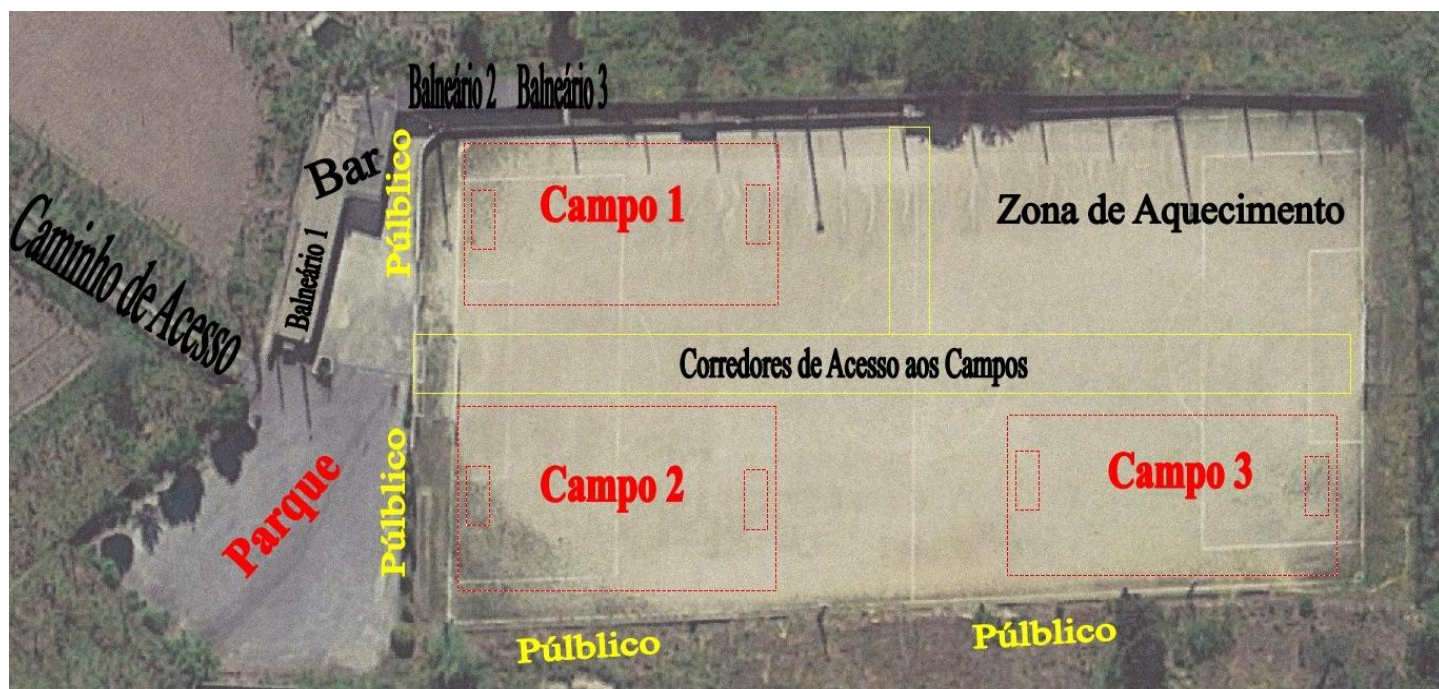 Balneário 2 Balneário 3
Bar
Púlblico
Campo 1
Zona de Aquecimento
Caminho de Acesso
Balneário 1
Corredores de Acesso aos Campos
Parque
Púlblico
Campo 2
Campo 3
Púlblico
Púlblico